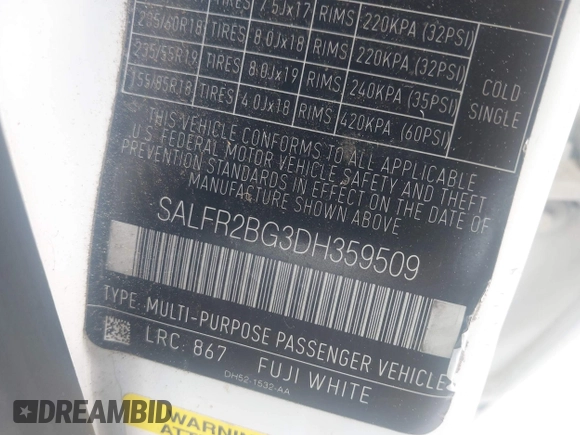 7.5Jx17 RIMS 220KPA (32PSI)
235/60R18 TIRES 8.0Jx18 RIMS 220KPA (32PSI)
235/55R19 TIRES 8.0Jx19 RIMS 240KPA (35PSI) COLD
155/85R18 TIRES 4.0Jx18 RIMS 420KPA (60PSI) SINGLE
THIS VEHICLE CONFORMS TO ALL APPLICABLE
U.S. FEDERAL MOTOR VEHICLE SAFETY AND THEFT
PREVENTION STANDARDS IN EFFECT ON THE DATE OF
MANUFACTURE SHOWN ABOVE
SALFR2BG3DH359509
TYPE: MULTI-PURPOSE PASSENGER VEHICLE
LRC: 867 FUJI WHITE
DH52-1532-AA
WARNING
DREAMBID